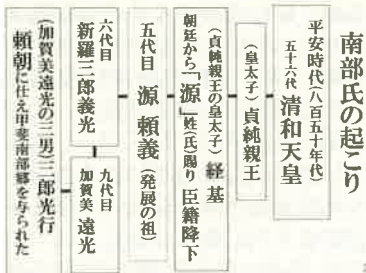 南部氏の起こり
平安時代(八百五十年代)
五十六代 清和天皇
(皇太子)貞純親王
(貞純親王の皇太子)経基
朝廷から「源」姓(氏)賜り 臣籍降下
五代目 源 頼義(発展の祖)
六代目
新羅三郎義光
九代目
加賀美 遠光
(加賀美遠光の三男)三郎光行
頼朝に仕え甲斐南部郷を与られた